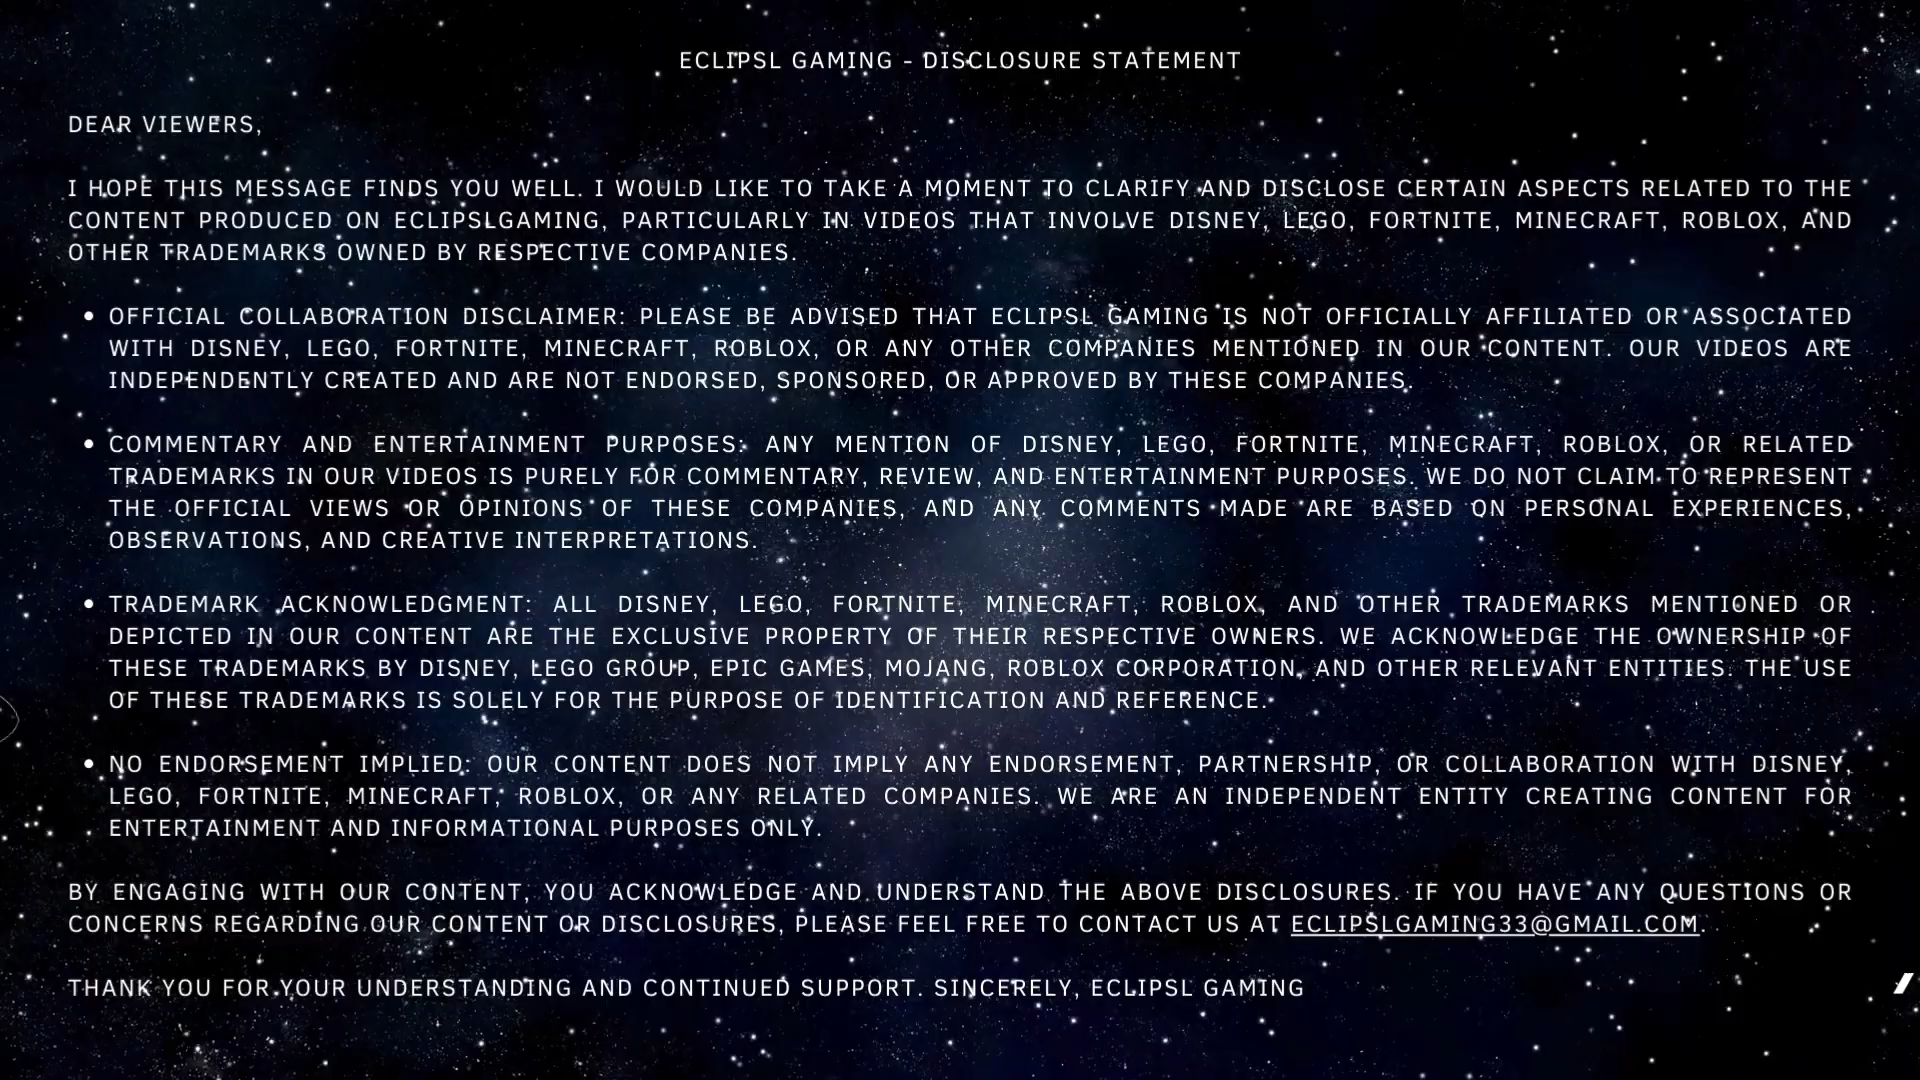 ECLIPSL GAMING - DISCLOSURE STATEMENT
DEAR VIEWERS,
I HOPE THIS MESSAGE FINDS YOU WELL. I WOULD LIKE TO TAKE A MOMENT TO CLARIFY AND DISCLOSE CERTAIN ASPECTS RELATED TO THE
CONTENT PRODUCED ON ECLIPSLGAMING, PARTICULARLY IN VIDEOS THAT INVOLVE DISNEY, LEGO, FORTNITE, MINECRAFT, ROBLOX, AND
OTHER TRADEMARKS OWNED BY RESPECTIVE COMPANIES.
• OFFICIAL COLLABORATION DISCLAIMER: PLEASE BE ADVISED THAT ECLIPSL GAMING IS NOT OFFICIALLY AFFILIATED OR ASSOCIATED
WITH DISNEY, LEGO, FORTNITE, MINECRAFT, ROBLOX, OR ANY OTHER COMPANIES MENTIONED IN OUR CONTENT. OUR VIDEOS ARE
INDEPENDENTLY CREATED AND ARE NOT ENDORSED, SPONSORED, OR APPROVED BY THESE COMPANIES.
• COMMENTARY AND ENTERTAINMENT PURPOSES: ANY MENTION OF DISNEY, LEGO, FORTNITE, MINECRAFT, ROBLOX, OR RELATED
TRADEMARKS IN OUR VIDEOS IS PURELY FOR COMMENTARY, REVIEW, AND ENTERTAINMENT PURPOSES. WE DO NOT CLAIM TO REPRESENT
THE OFFICIAL VIEWS OR OPINIONS OF THESE COMPANIES, AND ANY COMMENTS MADE ARE BASED ON PERSONAL EXPERIENCES,
OBSERVATIONS, AND CREATIVE INTERPRETATIONS.
• TRADEMARK ACKNOWLEDGMENT: ALL DISNEY, LEGO, FORTNITE, MINECRAFT, ROBLOX, AND OTHER TRADEMARKS MENTIONED OR
DEPICTED IN OUR CONTENT ARE THE EXCLUSIVE PROPERTY OF THEIR RESPECTIVE OWNERS. WE ACKNOWLEDGE THE OWNERSHIP OF
THESE TRADEMARKS BY DISNEY, LEGO GROUP, EPIC GAMES, MOJANG, ROBLOX CORPORATION, AND OTHER RELEVANT ENTITIES. THE USE
OF THESE TRADEMARKS IS SOLELY FOR THE PURPOSE OF IDENTIFICATION AND REFERENCE.
• NO ENDORSEMENT IMPLIED: OUR CONTENT DOES NOT IMPLY ANY ENDORSEMENT, PARTNERSHIP, OR COLLABORATION WITH DISNEY,
LEGO, FORTNITE, MINECRAFT, ROBLOX, OR ANY RELATED COMPANIES. WE ARE AN INDEPENDENT ENTITY CREATING CONTENT FOR
ENTERTAINMENT AND INFORMATIONAL PURPOSES ONLY.
BY ENGAGING WITH OUR CONTENT, YOU ACKNOWLEDGE AND UNDERSTAND THE ABOVE DISCLOSURES. IF YOU HAVE ANY QUESTIONS OR
CONCERNS REGARDING OUR CONTENT OR DISCLOSURES, PLEASE FEEL FREE TO CONTACT US AT ECLIPSLGAMING33@GMAIL.COM.
THANK YOU FOR YOUR UNDERSTANDING AND CONTINUED SUPPORT. SINCERELY, ECLIPSL GAMING